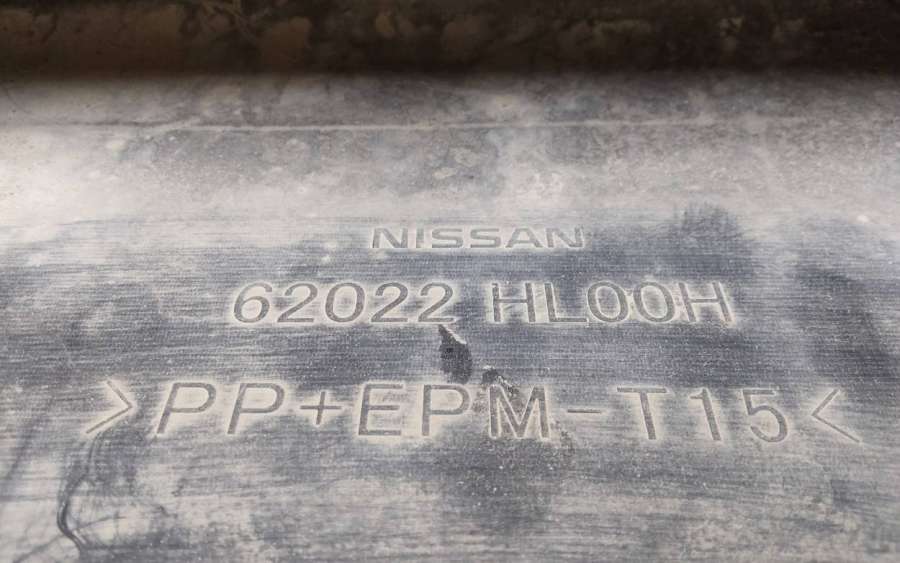 NISSAN
62022 HL00H
>PP+EPM-T15<